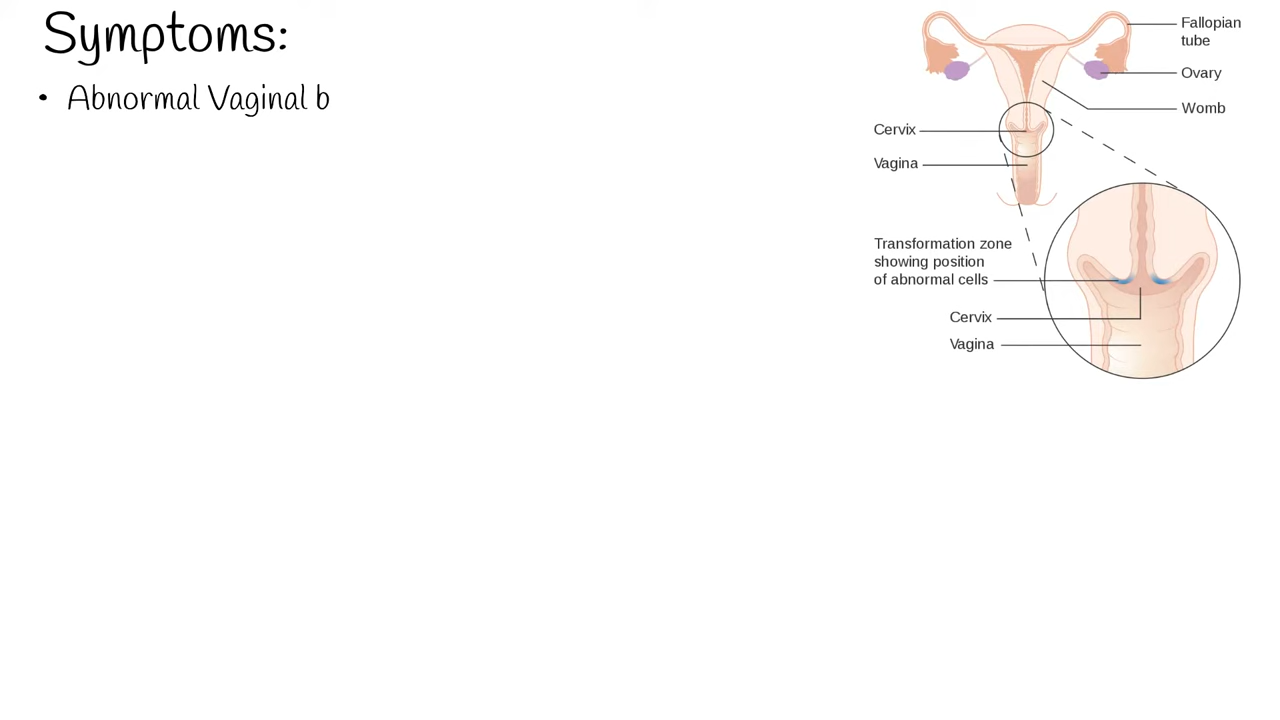 Symptoms:
• Abnormal Vaginal b
Fallopian
tube
Ovary
Womb
Cervix
Vagina
Transformation zone
showing position
of abnormal cells
Cervix
Vagina